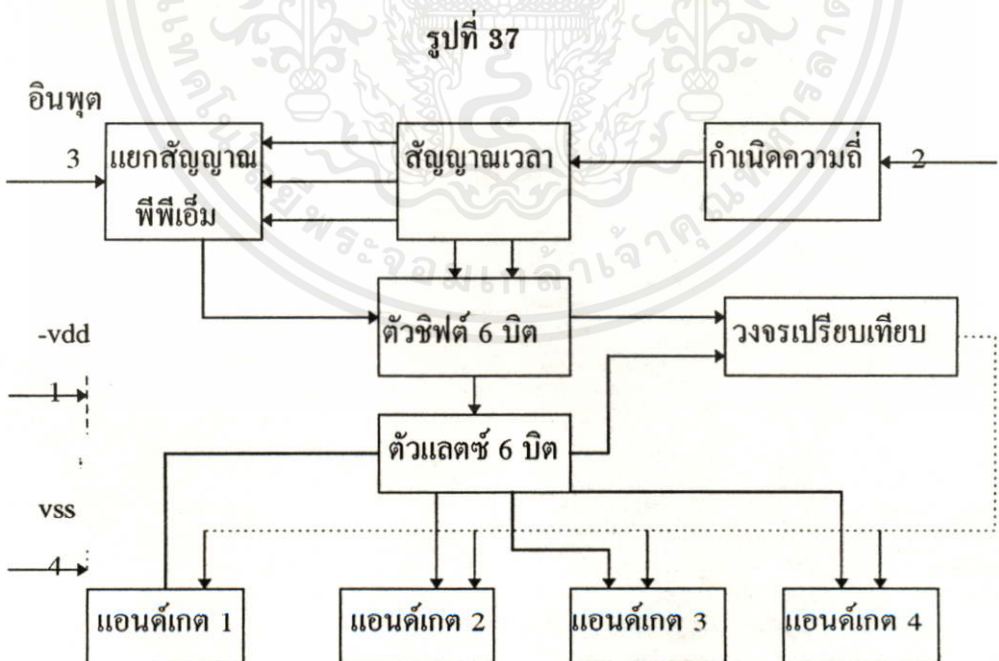 รูปที่ 37
อินพุต
3
แยกสัญญาณ
พีพีเอ็ม
สัญญาณเวลา
กำเนิดความถี่
2
ตัวชิฟต์ 6 บิต
วงจรเปรียบเทียบ
-vdd
1
ตัวแลตซ์ 6 บิต
vss
4
แอนด์เกต 1
แอนด์เกต 2
แอนด์เกต 3
แอนด์เกต 4